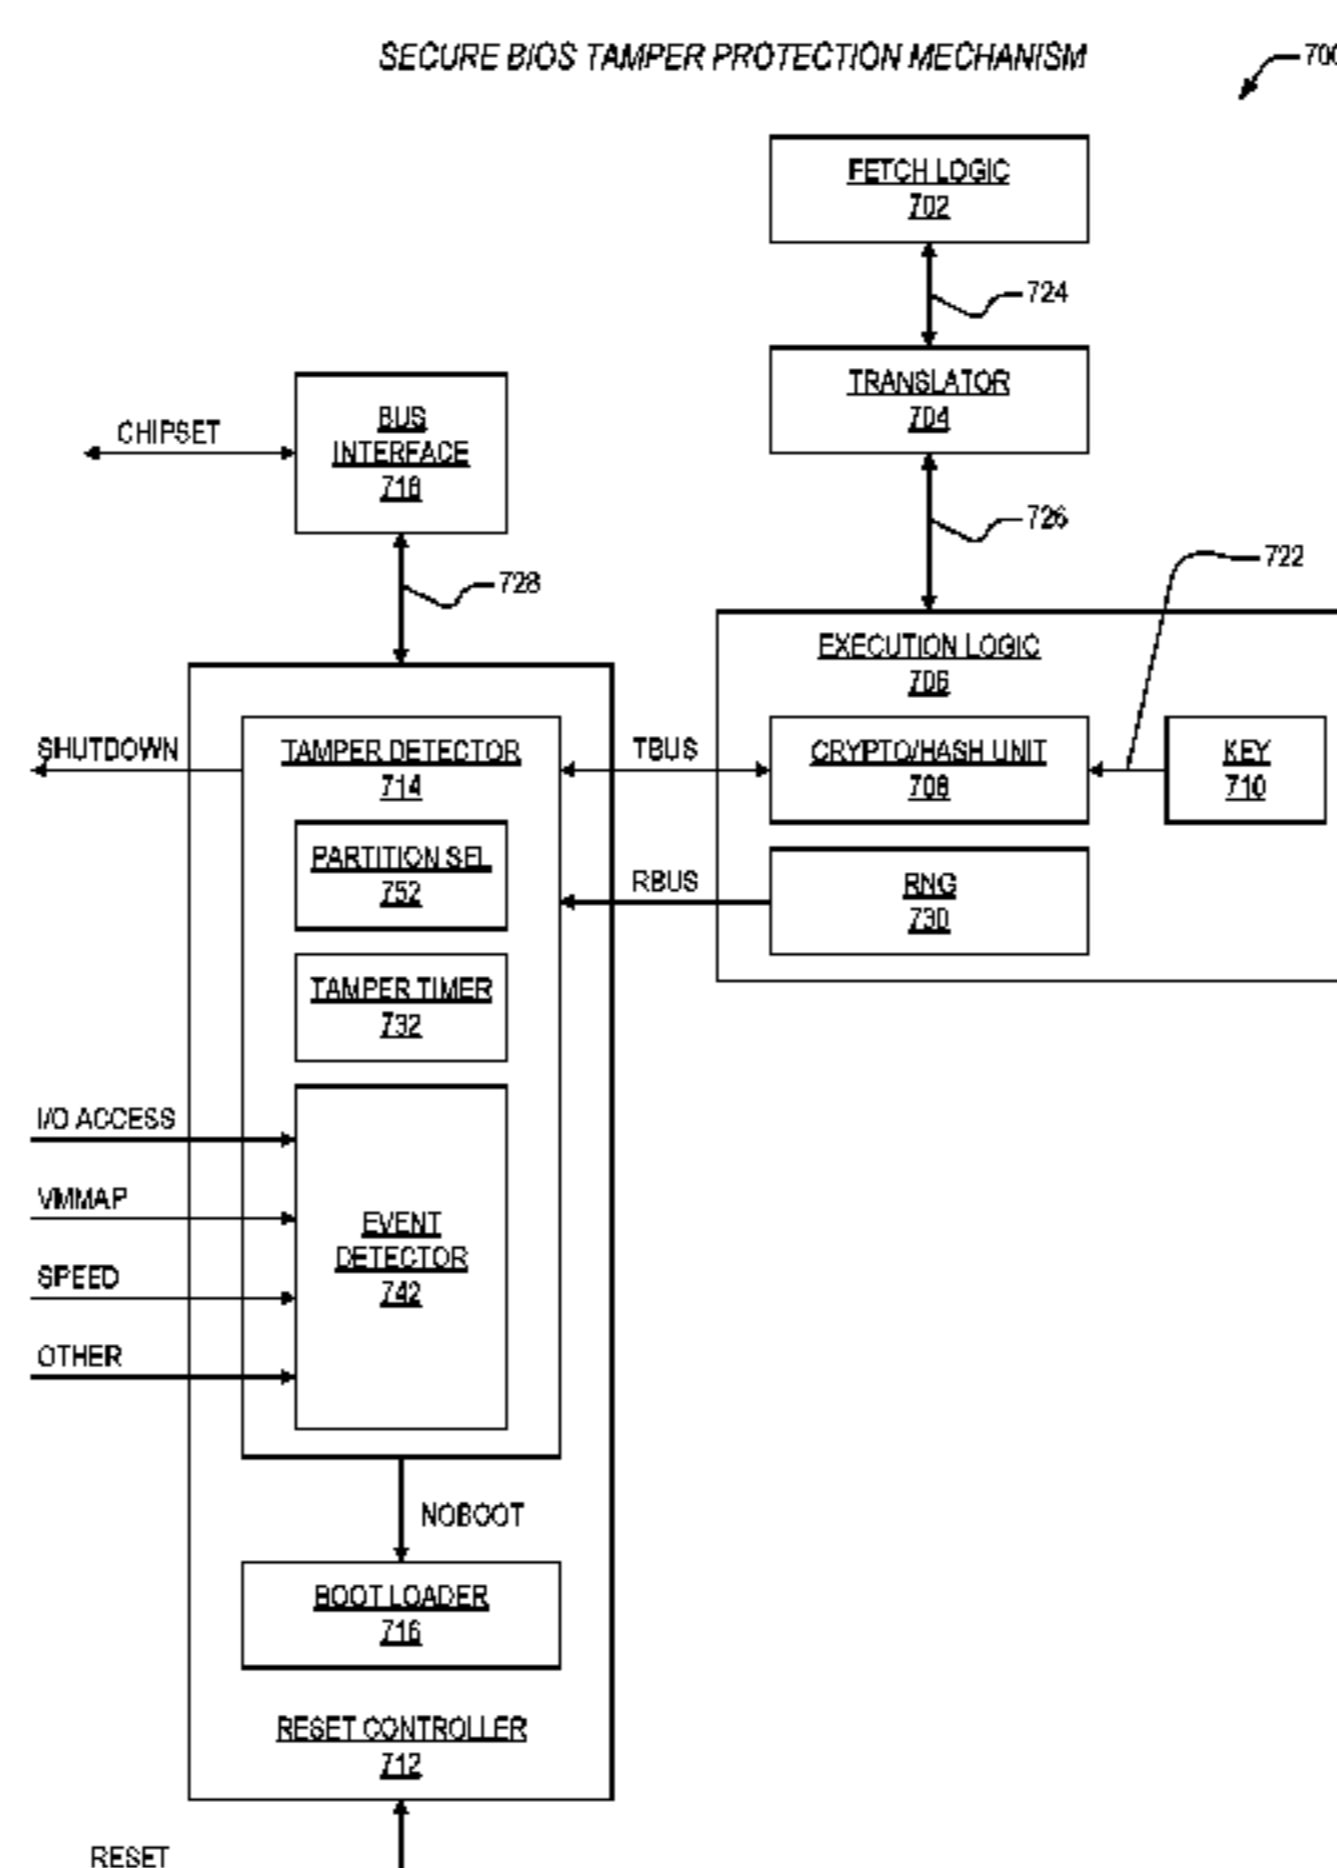 SECURE BIOS TAMPER PROTECTION MECHANISM
700
FETCH LOGIC
702
724
TRANSLATOR
704
726
CHIPSET
BUS
INTERFACE
718
728
722
EXECUTION LOGIC
706
CRYPTO/HASH UNIT
708
KEY
710
RNG
730
TBUS
RBUS
SHUTDOWN
TAMPER DETECTOR
714
PARTITION SEL
752
TAMPER TIMER
732
I/O ACCESS
VMMAP
SPEED
OTHER
EVENT
DETECTOR
742
NOBOOT
BOOT LOADER
716
RESET CONTROLLER
712
RESET